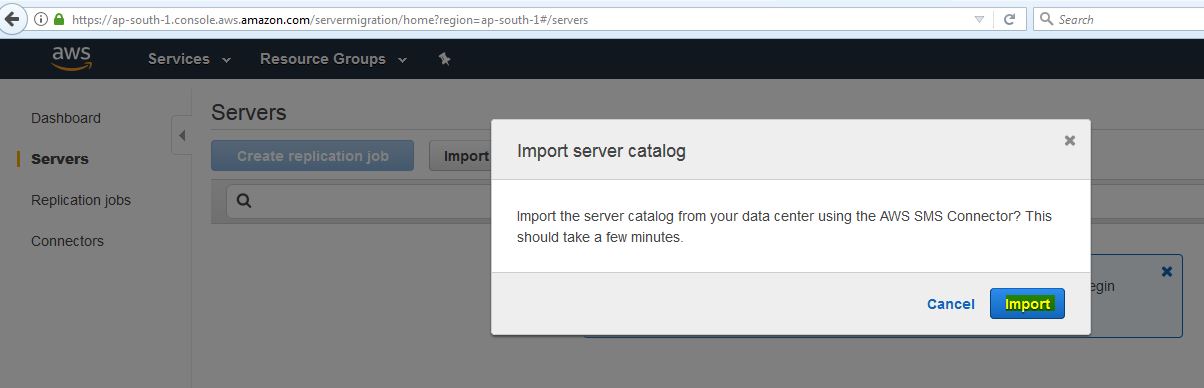 https://ap-south-1.console.aws.amazon.com/servermigration/home?region=ap-south-1#/servers
Search
aws
Services
Resource Groups
Dashboard
Servers
Replication jobs
Connectors
Servers
Create replication job
Import
Import server catalog
Import the server catalog from your data center using the AWS SMS Connector? This
should take a few minutes.
Cancel
Import